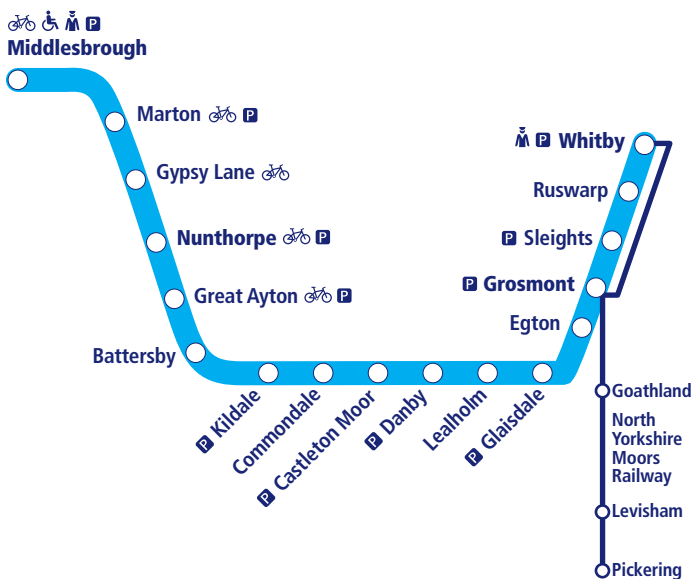 P
Middlesbrough
Marton P
Gypsy Lane
Nunthorpe P
Great Ayton P
Battersby
P Kildale
Commondale
P Castleton Moor
P Danby
Lealholm
P Glaisdale
Egton
P Grosmont
P Sleights
Ruswarp
P Whitby
Goathland
North
Yorkshire
Moors
Railway
Levisham
Pickering